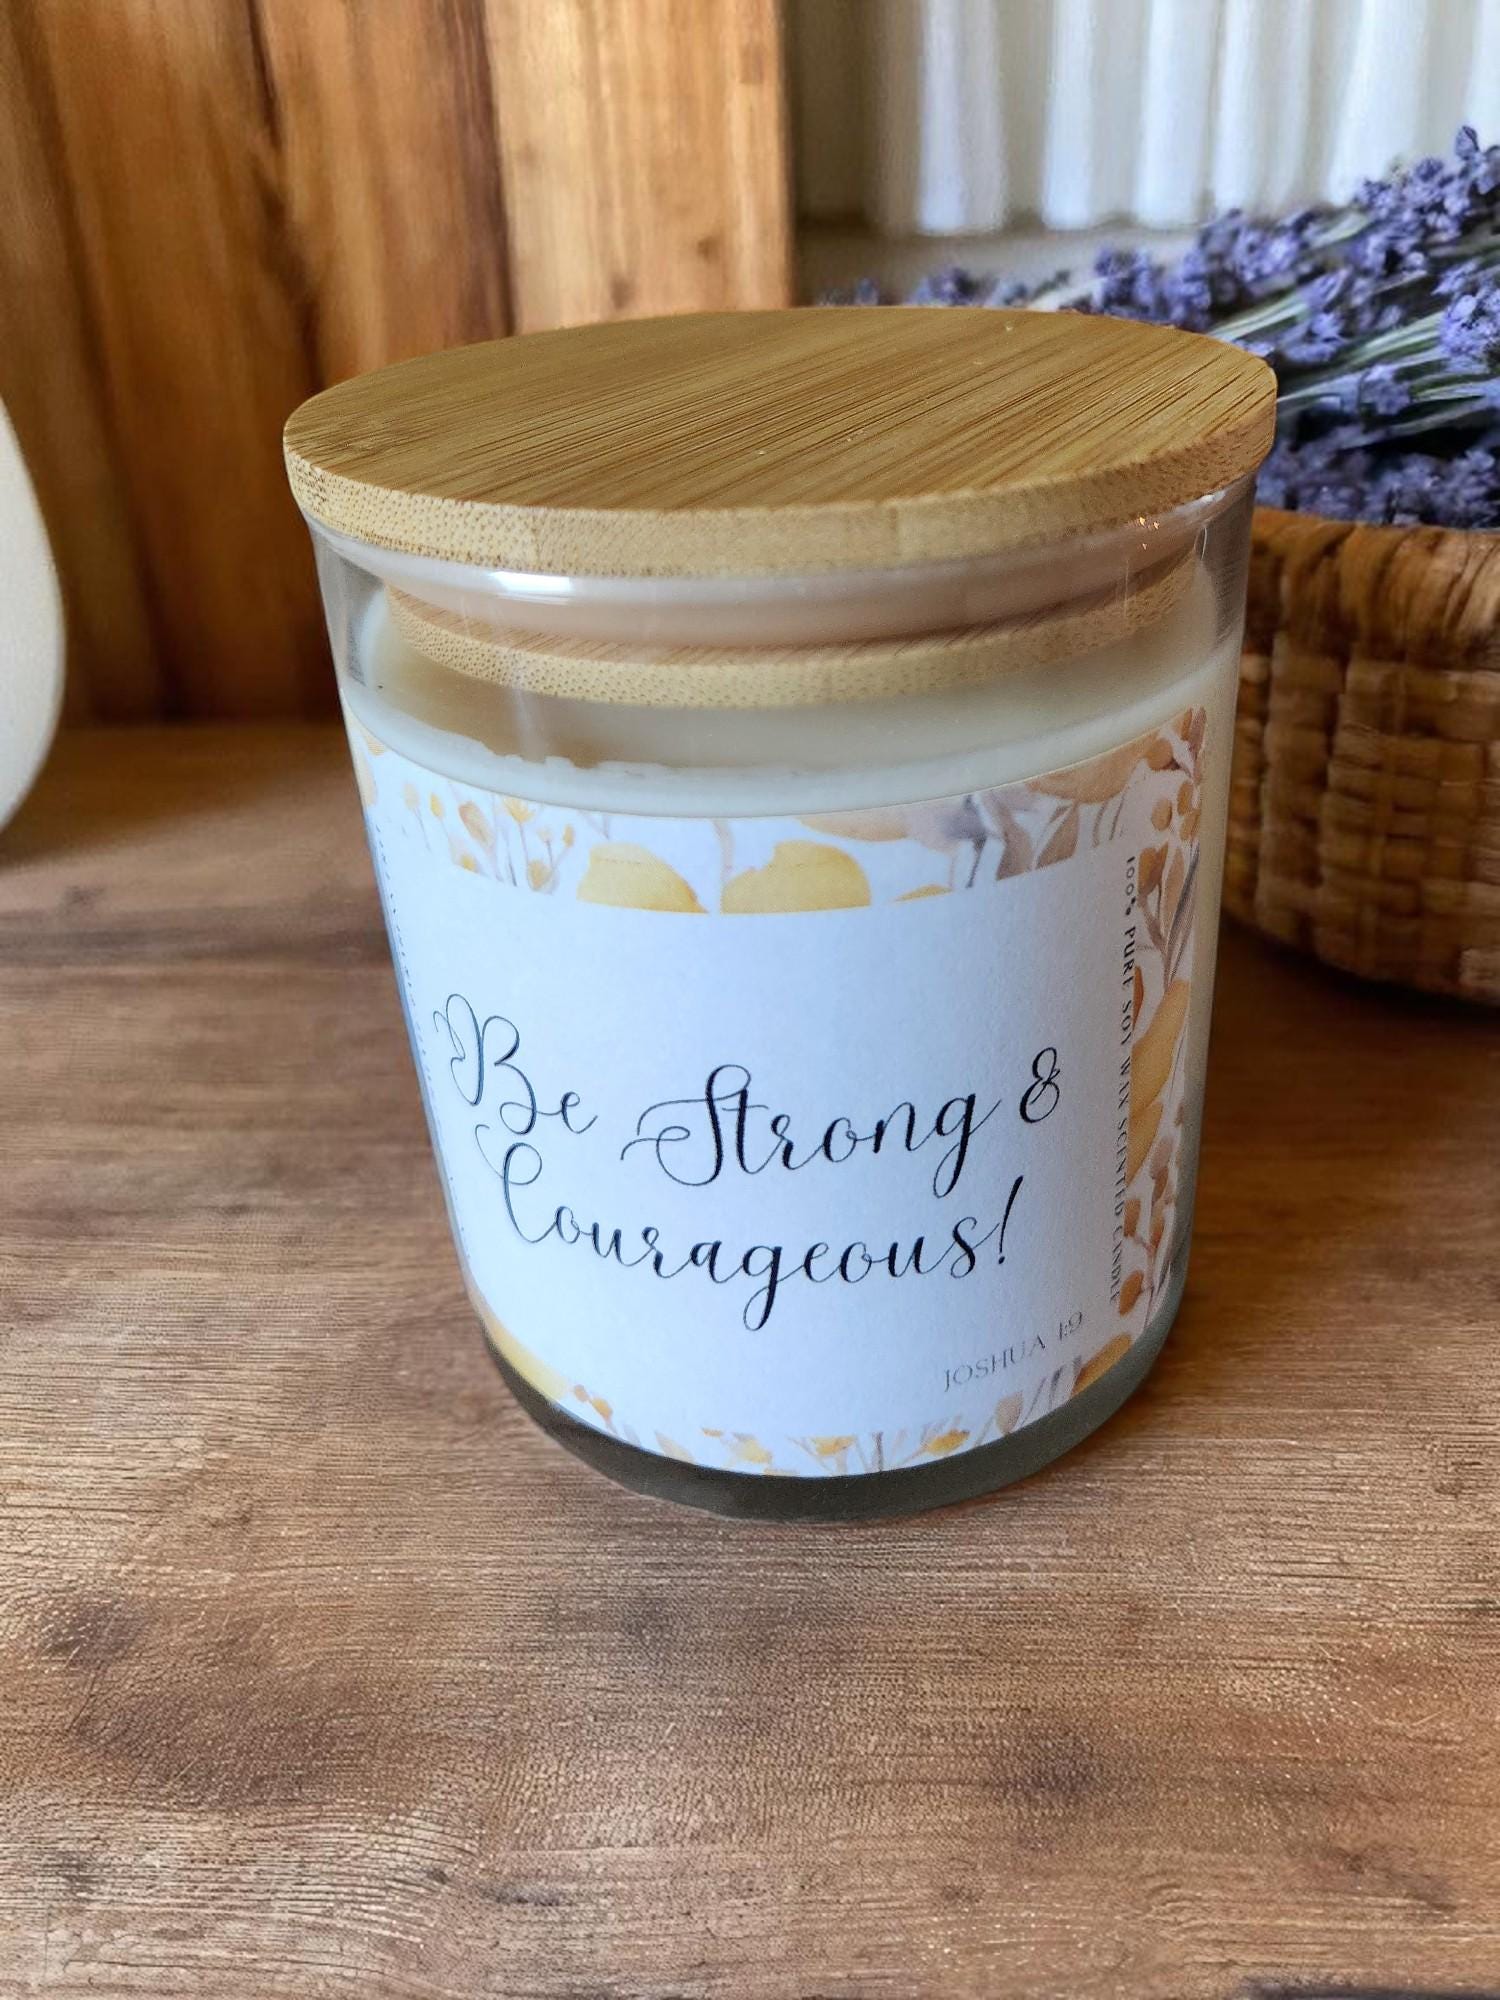 Be Strong &
Courageous!
JOSHUA 1:9
100% PURE SOY WAX SCENTED CANDLE